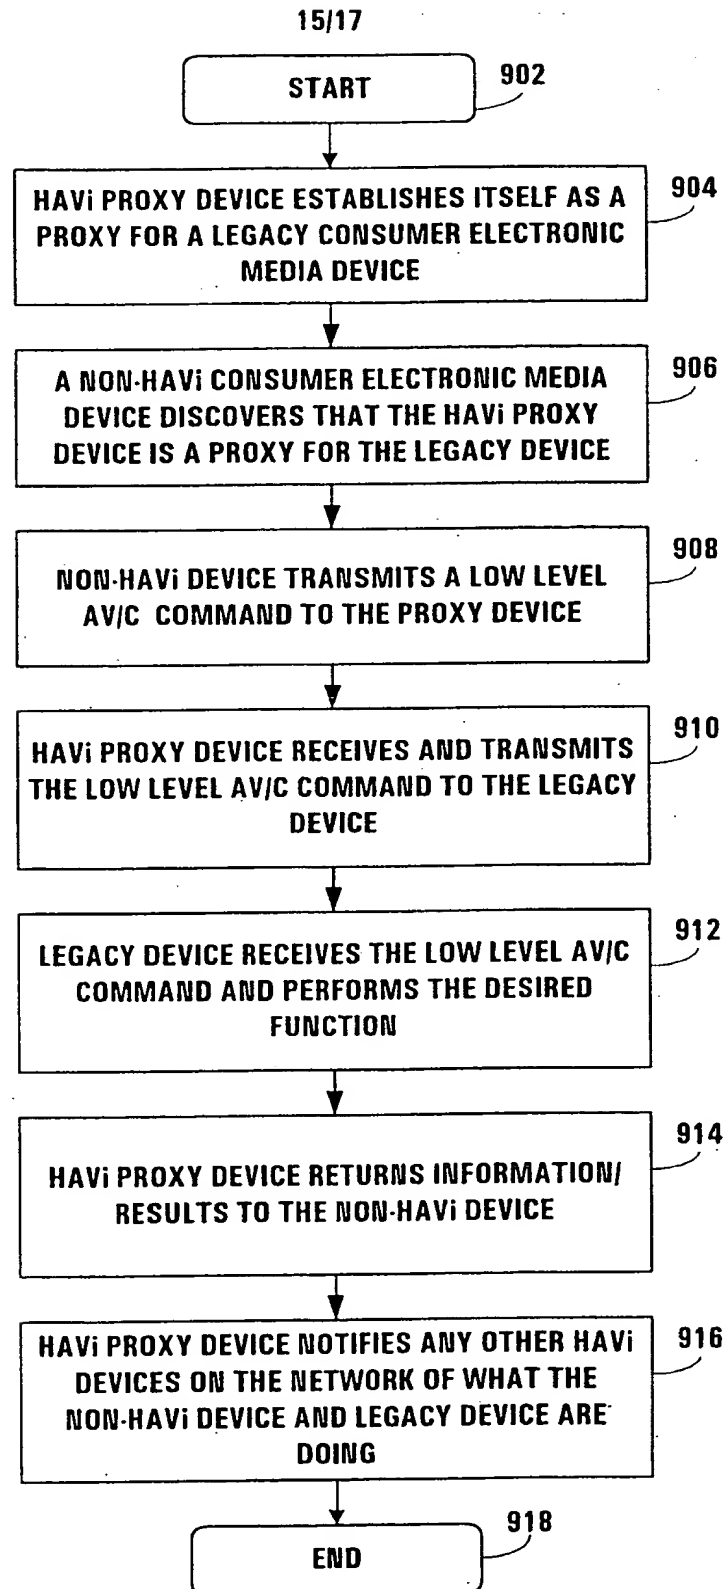 15/17
START
902
HAVi PROXY DEVICE ESTABLISHES ITSELF AS A
PROXY FOR A LEGACY CONSUMER ELECTRONIC
MEDIA DEVICE
904
A NON-HAVi CONSUMER ELECTRONIC MEDIA
DEVICE DISCOVERS THAT THE HAVi PROXY
DEVICE IS A PROXY FOR THE LEGACY DEVICE
906
NON-HAVi DEVICE TRANSMITS A LOW LEVEL
AV/C COMMAND TO THE PROXY DEVICE
908
HAVi PROXY DEVICE RECEIVES AND TRANSMITS
THE LOW LEVEL AV/C COMMAND TO THE LEGACY
DEVICE
910
LEGACY DEVICE RECEIVES THE LOW LEVEL AV/C
COMMAND AND PERFORMS THE DESIRED
FUNCTION
912
HAVi PROXY DEVICE RETURNS INFORMATION/
RESULTS TO THE NON-HAVi DEVICE
914
HAVi PROXY DEVICE NOTIFIES ANY OTHER HAVi
DEVICES ON THE NETWORK OF WHAT THE
NON-HAVi DEVICE AND LEGACY DEVICE ARE
DOING
916
END
918